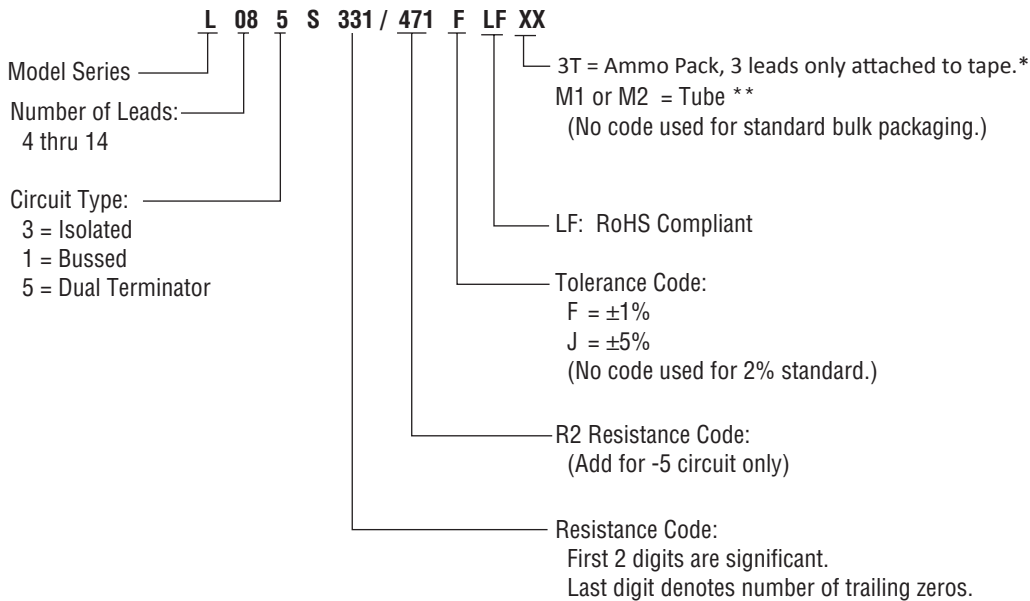 L 08 5 S 331 / 471 F LF XX
Model Series
Number of Leads:
4 thru 14
Circuit Type:
3 = Isolated
1 = Bussed
5 = Dual Terminator
3T = Ammo Pack, 3 leads only attached to tape.*
M1 or M2 = Tube **
(No code used for standard bulk packaging.)
LF: RoHS Compliant
Tolerance Code:
F = ±1%
J = ±5%
(No code used for 2% standard.)
R2 Resistance Code:
(Add for -5 circuit only)
Resistance Code:
First 2 digits are significant.
Last digit denotes number of trailing zeros.